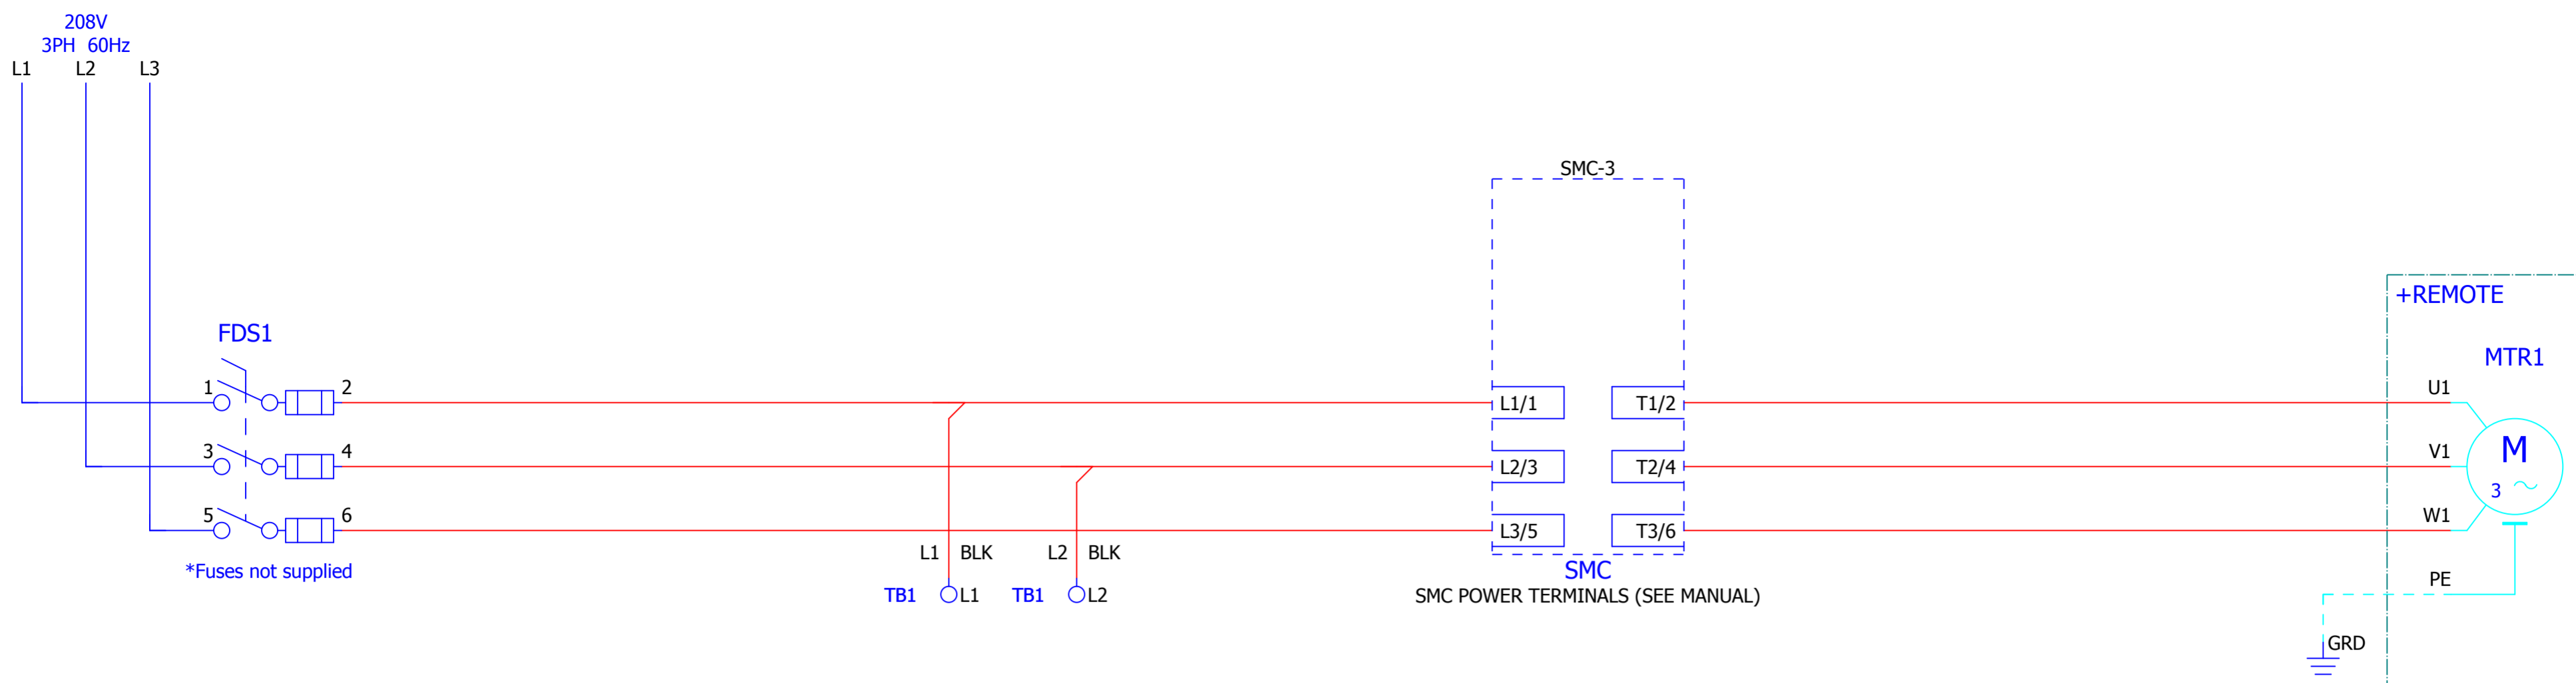 208V
3PH 60Hz
L1 L2 L3
SMC-3
+REMOTE
FDS1
MTR1
1 2
L1/1 T1/2
U1
3 4
L2/3 T2/4
V1
M
3
5 6
L3/5 T3/6
W1
L1 BLK L2 BLK
*Fuses not supplied
SMC
PE
TB1 L1 TB1 L2
SMC POWER TERMINALS (SEE MANUAL)
GRD